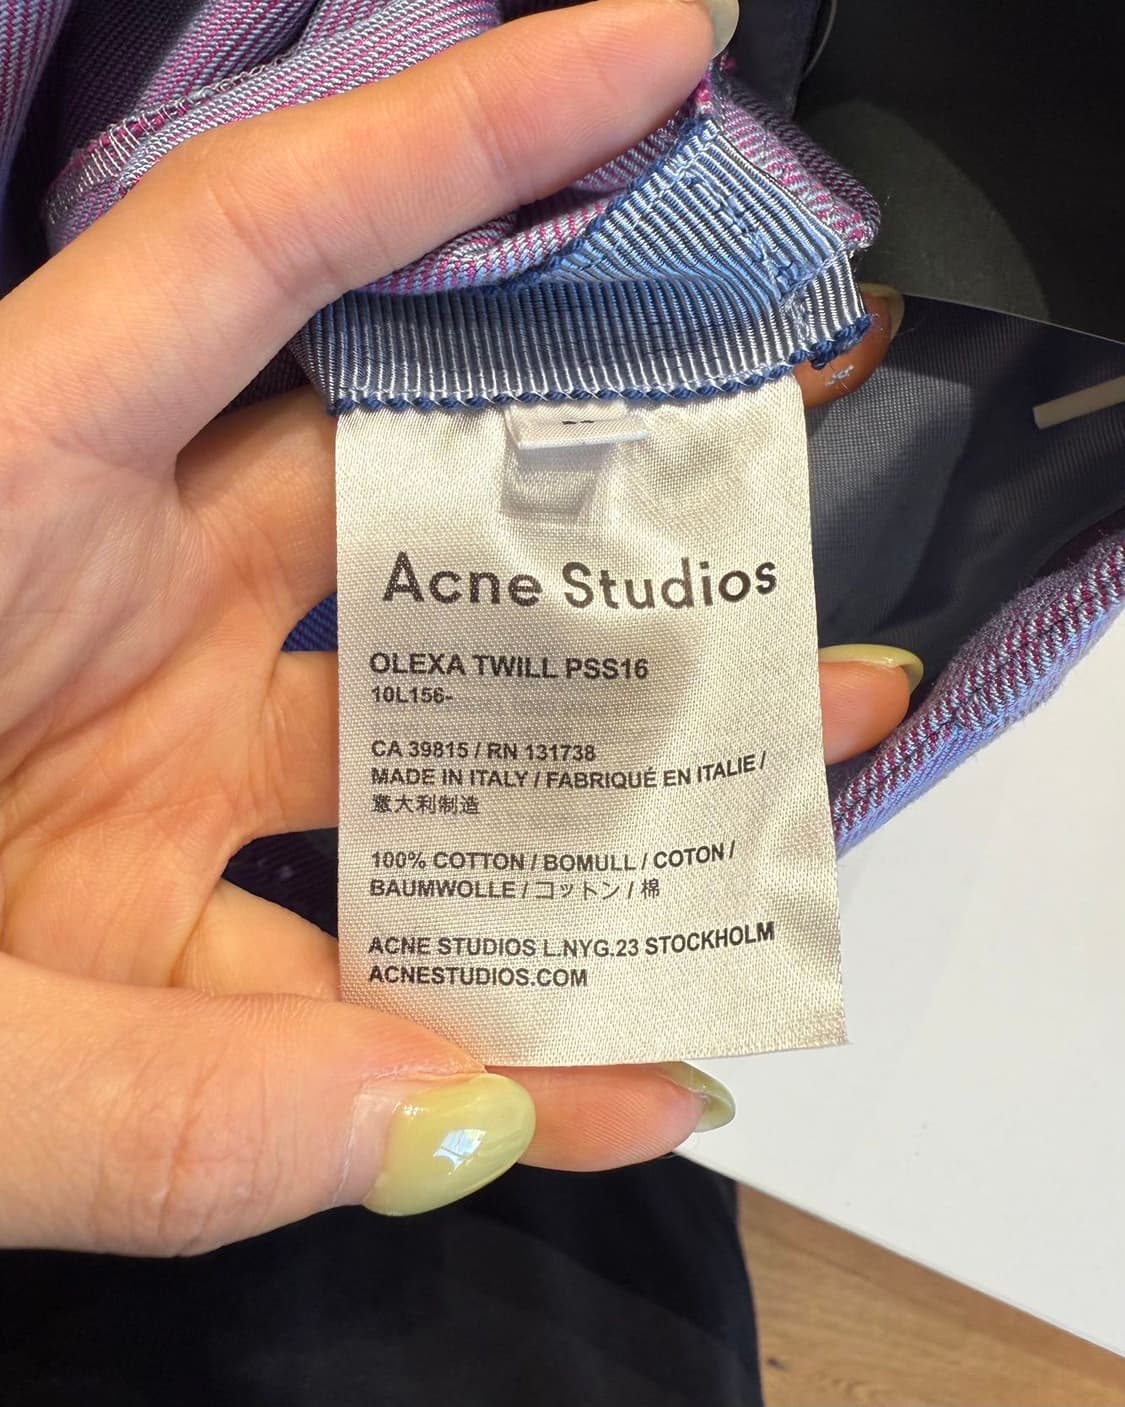 Acne Studios
OLEXA TWILL PSS16
10L156-
CA 39815 / RN 131738
MADE IN ITALY / FABRIQUÉ EN ITALIE /
意大利制造
100% COTTON / BOMULL / COTON /
BAUMWOLLE / コットン / 棉
ACNE STUDIOS L.NYG.23 STOCKHOLM
ACNESTUDIOS.COM